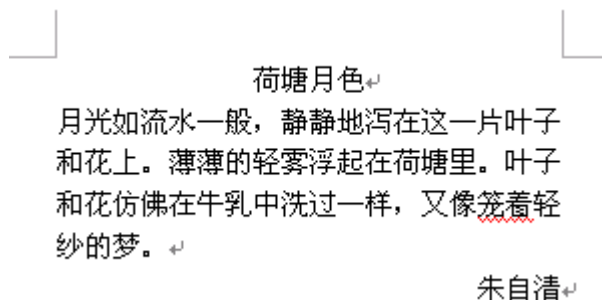 荷塘月色
月光如流水一般，静静地泻在这一片叶子
和花上。薄薄的轻雾浮起在荷塘里。叶子
和花仿佛在牛乳中洗过一样，又像笼着轻
纱的梦。
朱自清